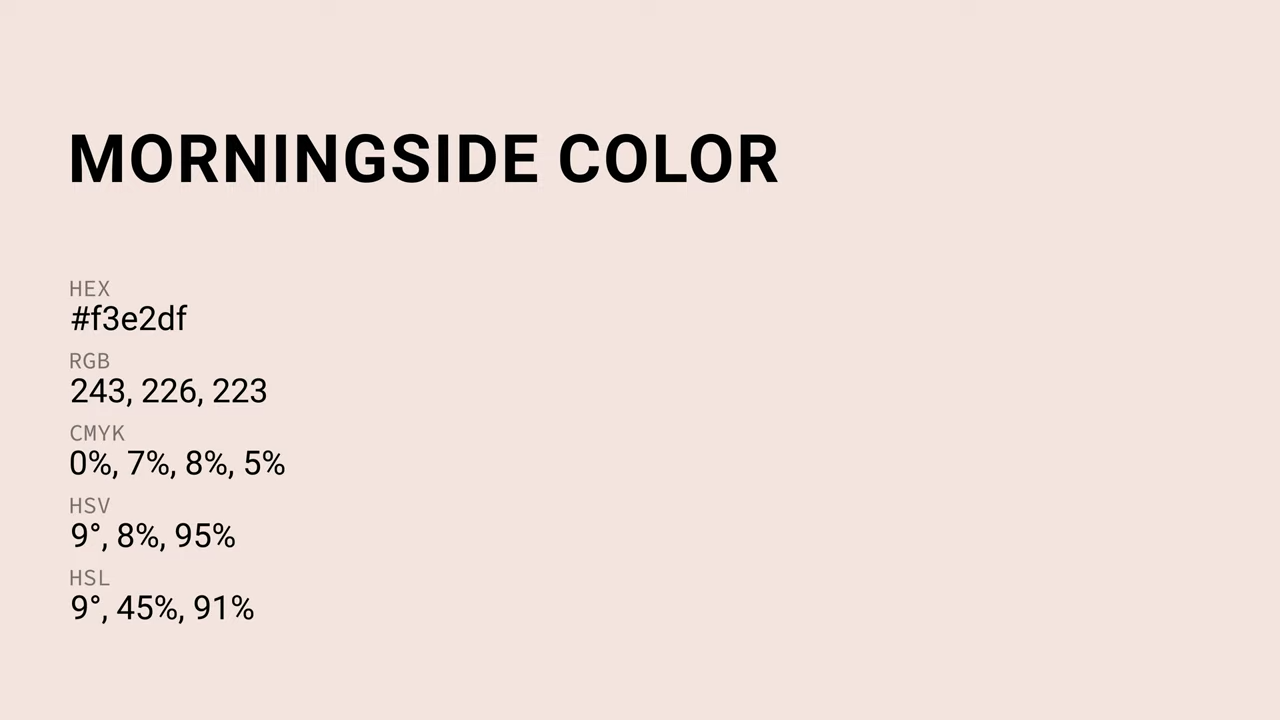 MORNINGSIDE COLOR
HEX
#f3e2df
RGB
243, 226, 223
CMYK
0%, 7%, 8%, 5%
HSV
9°, 8%, 95%
HSL
9°, 45%, 91%